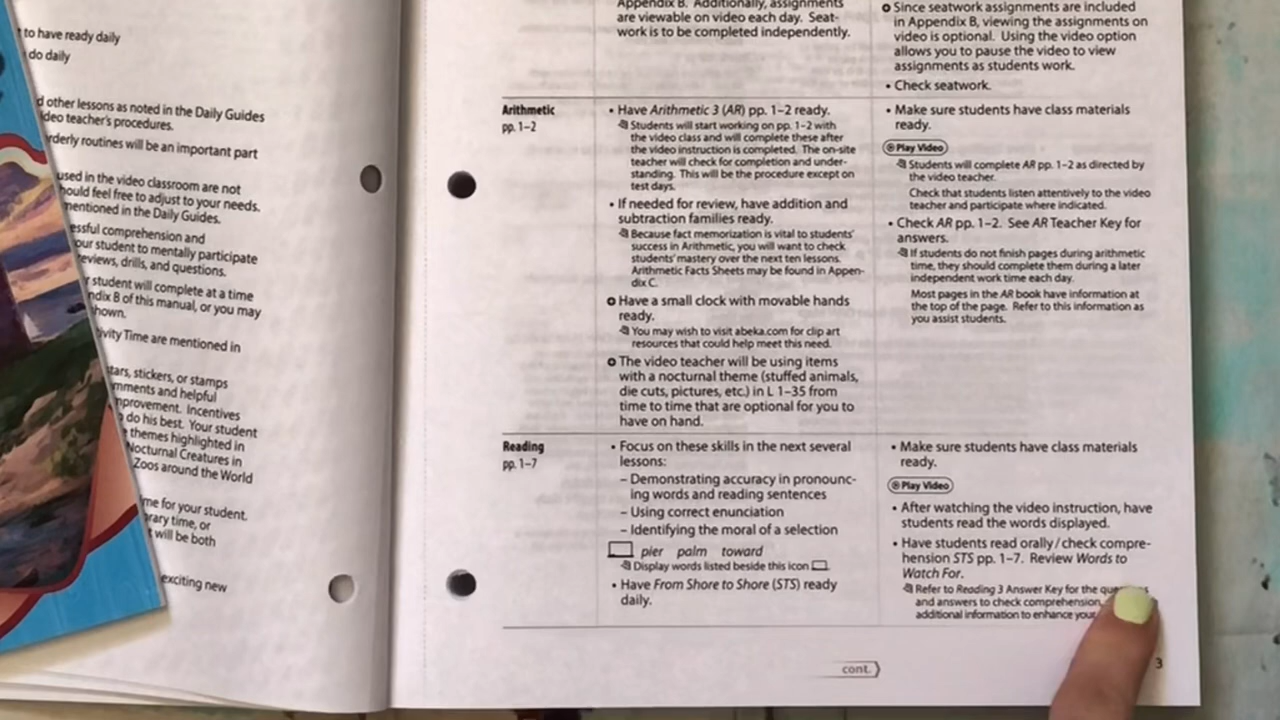 to have ready daily
do daily
d other lessons as noted in the Daily Guides
deo teacher's procedures.
rderly routines will be an important part
used in the video classroom are not
hould feel free to adjust to your needs.
mentioned in the Daily Guides.
essful comprehension and
our student to mentally participate
reviews, drills, and questions.
r student will complete at a time
ndix B of this manual, or you may
hown.
ivity Time are mentioned in
tars, stickers, or stamps
mments and helpful
mprovement. Incentives
do his best. Your student
themes highlighted in
Nocturnal Creatures in
Zoos around the World
me for your student.
rary time, or
t will be both
exciting new
Appendix B. Additionally, assignments
are viewable on video each day. Seat-
work is to be completed independently.
Since seatwork assignments are included
in Appendix B, viewing the assignments on
video is optional. Using the video option
allows you to pause the video to view
assignments as students work.
• Check seatwork.
Arithmetic
pp. 1–2
• Have Arithmetic 3 (AR) pp. 1–2 ready.
Students will start working on pp. 1–2 with
the video class and will complete these after
the video instruction is completed. The on-site
teacher will check for completion and under-
standing. This will be the procedure except on
test days.
• If needed for review, have addition and
subtraction families ready.
Because fact memorization is vital to students'
success in Arithmetic, you will want to check
students' mastery over the next ten lessons.
Arithmetic Facts Sheets may be found in Appen-
dix C.
Have a small clock with movable hands
ready.
You may wish to visit abeka.com for clip art
resources that could help meet this need.
The video teacher will be using items
with a nocturnal theme (stuffed animals,
die cuts, pictures, etc.) in L 1–35 from
time to time that are optional for you to
have on hand.
• Make sure students have class materials
ready.
Play Video
Students will complete AR pp. 1–2 as directed by
the video teacher.
Check that students listen attentively to the video
teacher and participate where indicated.
• Check AR pp. 1–2. See AR Teacher Key for
answers.
If students do not finish pages during arithmetic
time, they should complete them during a later
independent work time each day.
Most pages in the AR book have information at
the top of the page. Refer to this information as
you assist students.
Reading
pp. 1–7
• Focus on these skills in the next several
lessons:
– Demonstrating accuracy in pronounc-
ing words and reading sentences
– Using correct enunciation
– Identifying the moral of a selection
pier palm toward
Display words listed beside this icon
• Have From Shore to Shore (STS) ready
daily.
• Make sure students have class materials
ready.
Play Video
• After watching the video instruction, have
students read the words displayed.
• Have students read orally/check compre-
hension STS pp. 1–7. Review Words to
Watch For.
Refer to Reading 3 Answer Key for the
and answers to check comprehension,
additional information to enhance your
cont.
3